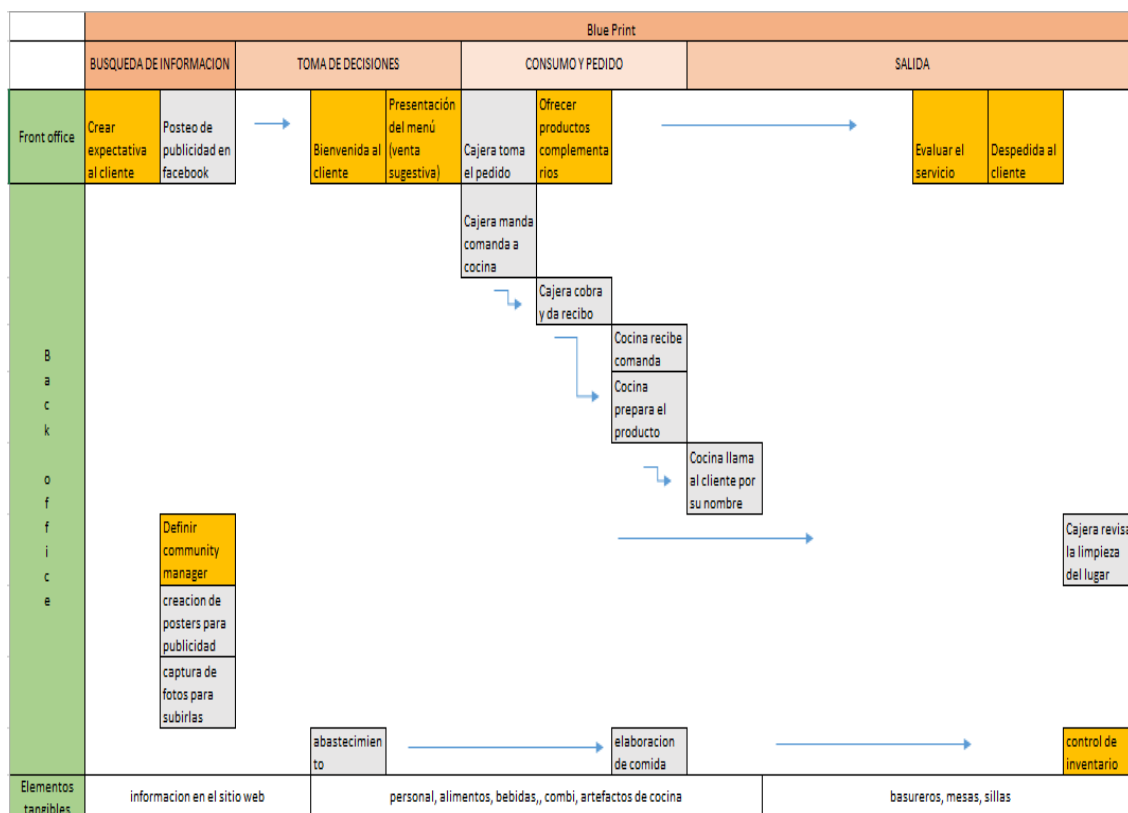 Blue Print
BUSQUEDA DE INFORMACION
TOMA DE DECISIONES
CONSUMO Y PEDIDO
SALIDA
Front office
Crear
expectativa
al cliente
Posteo de
publicidad en
facebook
Bienvenida al
cliente
Presentación
del menú
(venta
sugestiva)
Cajera toma
el pedido
Ofrecer
productos
complementa
rios
Evaluar el
servicio
Despedida al
cliente
Cajera manda
comanda a
cocina
Cajera cobra
y da recibo
B
a
c
k
o
f
f
i
c
e
Cocina recibe
comanda
Cocina
prepara el
producto
Cocina llama
al cliente por
su nombre
Definir
community
manager
Cajera revisa
la limpieza
del lugar
creacion de
posters para
publicidad
captura de
fotos para
subirlas
abastecimien
to
elaboracion
de comida
control de
inventario
Elementos
tangibles
informacion en el sitio web
personal, alimentos, bebidas,, combi, artefactos de cocina
basureros, mesas, sillas